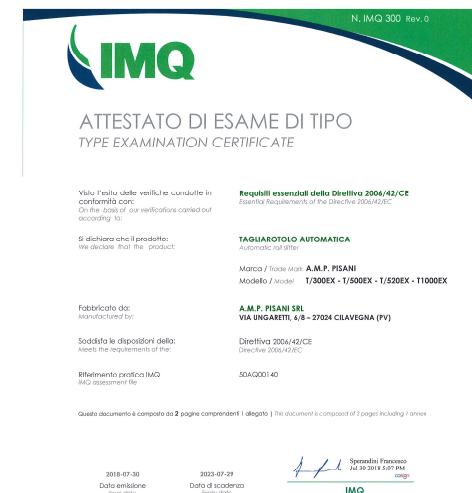 N. IMQ 300 Rev. 0
IMQ
ATTESTATO DI ESAME DI TIPO
TYPE EXAMINATION CERTIFICATE
Visto l'esito delle verifiche condotte in
conformità con:
On the basis of our verifications carried out
according to:
Requisiti essenziali della Direttiva 2006/42/CE
Essential Requirements of the Directive 2006/42/EC
Si dichiara che il prodotto:
We declare that the product:
TAGLIAROTOLO AUTOMATICA
Automatic roll slitter
Marca / Trade Mark A.M.P. PISANI
Modello / Model T/300EX - T/500EX - T/520EX - T1000EX
Fabbricato da:
Manufactured by:
A.M.P. PISANI SRL
VIA UNGARETTI, 6/8 – 27024 CILAVEGNA (PV)
Soddisfa le disposizioni della:
Meets the requirements of the:
Direttiva 2006/42/CE
Directive 2006/42/EC
Riferimento pratica IMQ
IMQ assessment file
50AQ00140
Questo documento è composto da 2 pagine comprendenti 1 allegato | This document is composed of 2 pages including 1 annex
2018-07-30
Data emissione
2023-07-29
Data di scadenza
Sperandini Francesco
Jul 30 2018 5:07 PM
IMQ